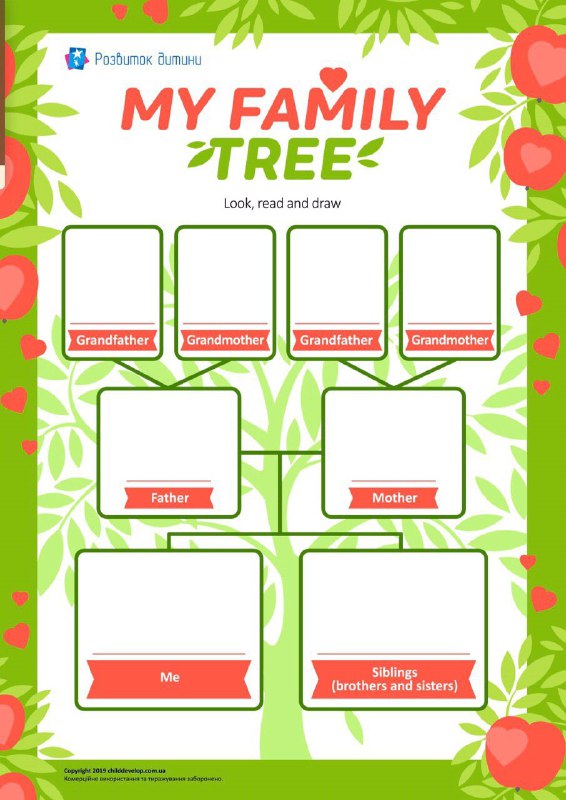 Розвиток дитини
MY FAMILY
TREE
Look, read and draw
Grandfather Grandmother Grandfather Grandmother
Father Mother
Me
Siblings
(brothers and sisters)
Copyright 2019 childdevelop.com.ua
Комерційне використання та тиражування заборонено.